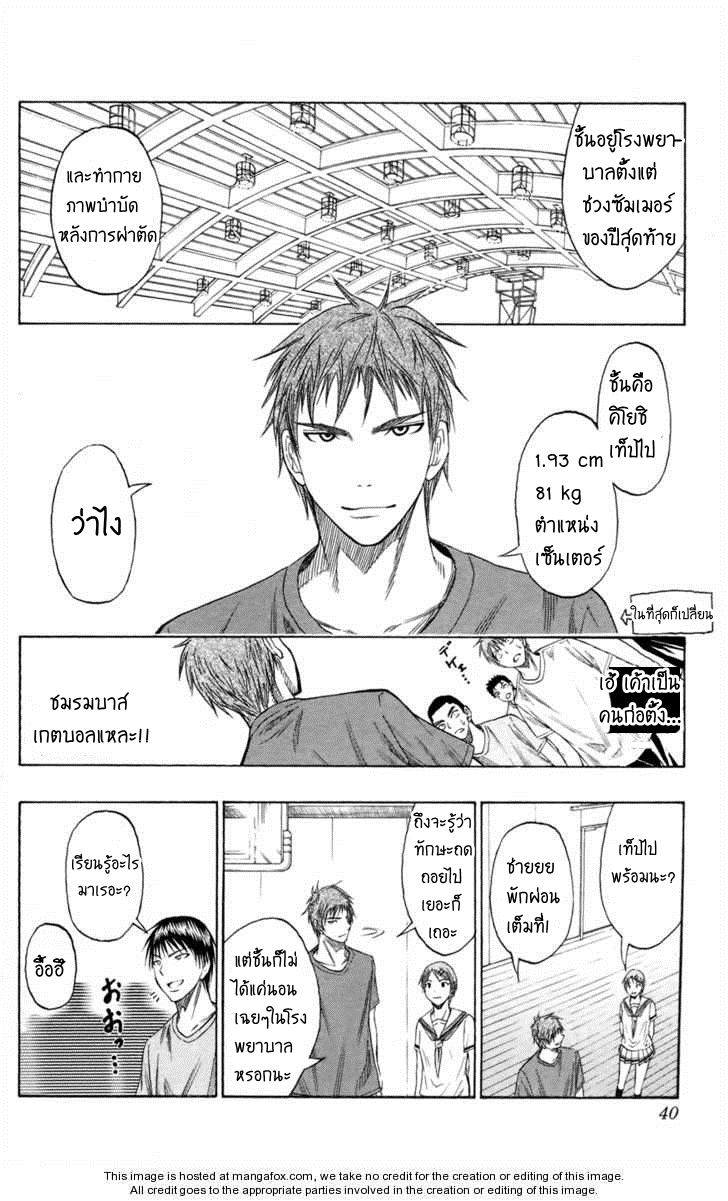 ชั้นอยู่โรงพยา-
บาลตั้งแต่
ช่วงซัมเมอร์
ของปีสุดท้าย
และทำกาย
ภาพบำบัด
หลังการผ่าตัด
ชั้นคือ
คิโยชิ
เท็ปไป
1.93 cm
81 kg
ตำแหน่ง
เซ็นเตอร์
ว่าไง
ในที่สุดก็เปลี่ยน
เฮ้ เค้าเป็น
คนก่อตั้ง...
ชมรมบาส
เกตบอลแหละ!!
เท็ปไป
พร้อมนะ?
ชายยย
พักผ่อน
เต็มที่!
ถึงจะรู้ว่า
ทักษะถด
ถอยไป
เยอะก็
เถอะ
แต่ชั้นก็ไม่
ได้แค่นอน
เฉยๆในโรง
พยาบาล
หรอกนะ
เรียนรู้อะไร
มาเรอะ?
อื้อฮึ
おおっ…
40
This image is hosted at mangafox.com, we take no credit for the creation or editing of this image.
All credit goes to the appropriate parties involved in the creation or editing of this image.